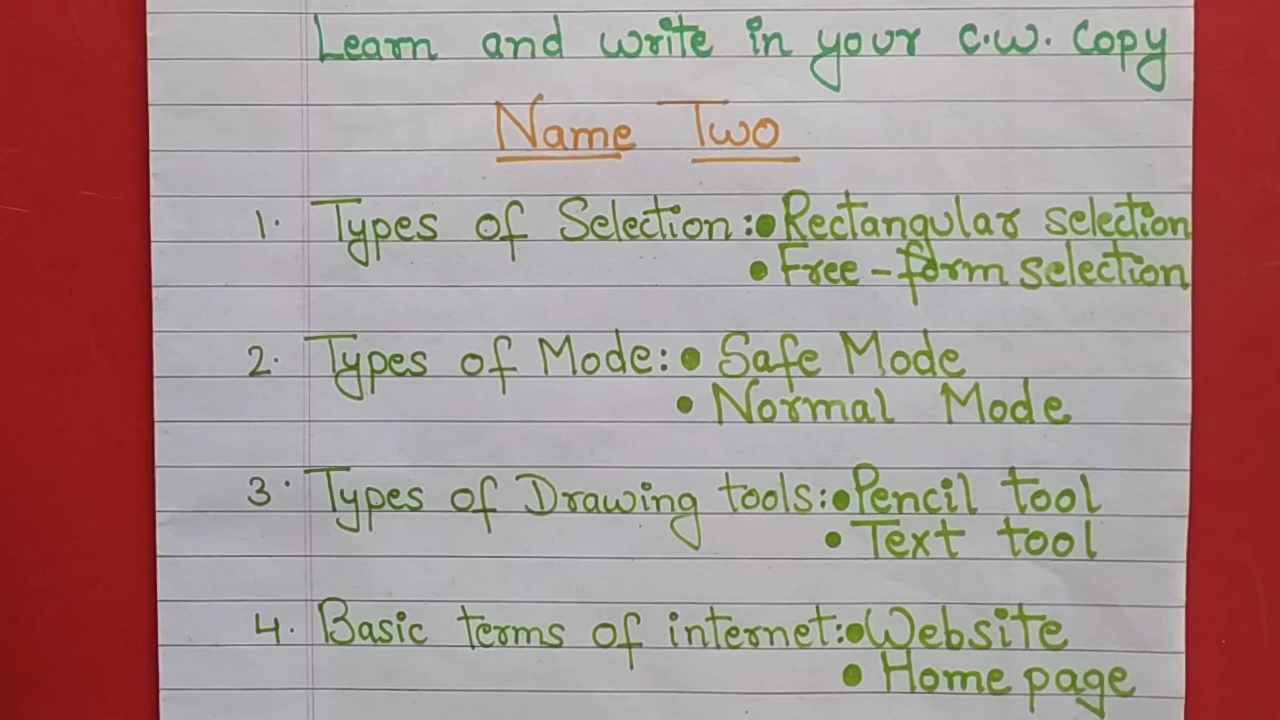 Learn and write in your c.w. Copy
Name Two
1. Types of Selection:• Rectangular selection
• Free-form selection
2. Types of Mode: • Safe Mode
• Normal Mode
3. Types of Drawing tools:• Pencil tool
• Text tool
4. Basic terms of internet:• Website
• Home page